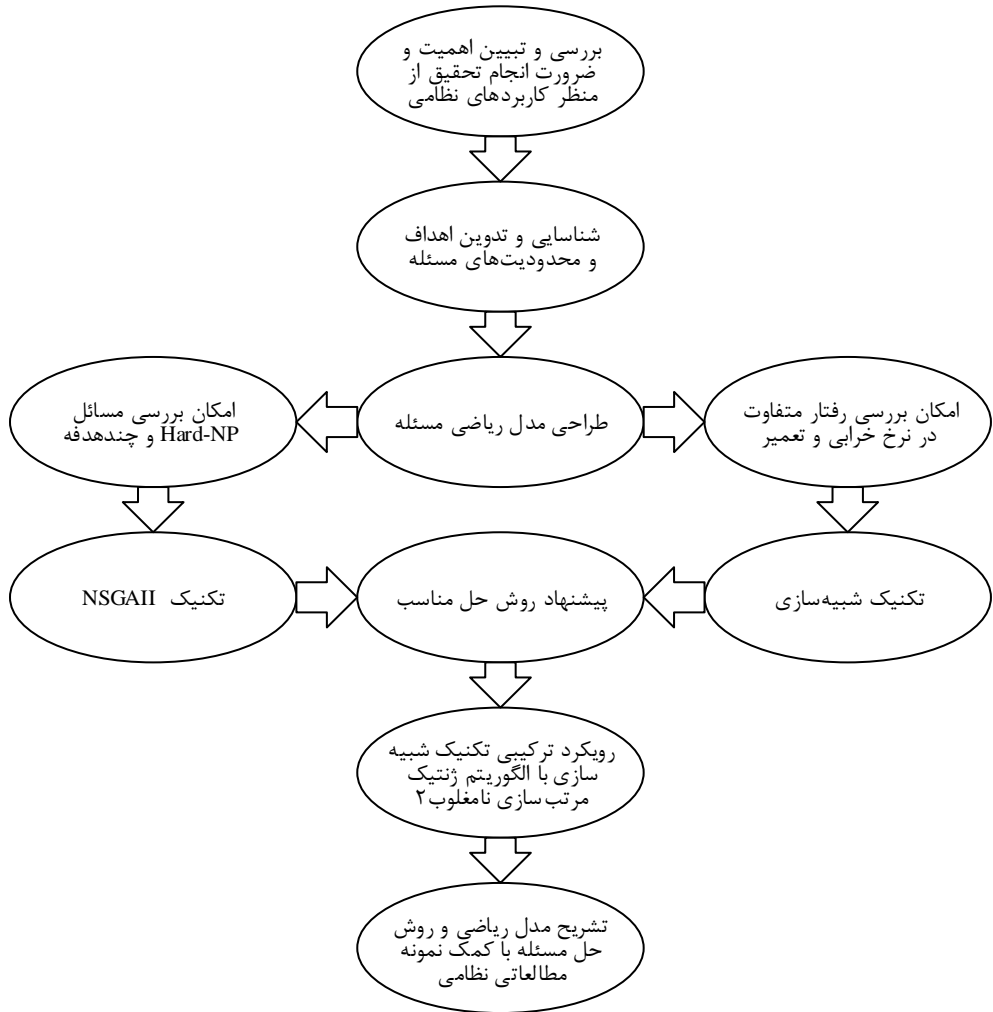 بررسی و تبیین اهمیت و
ضرورت انجام تحقیق از
منظر کاربردهای نظامی
شناسایی و تدوین اهداف
و محدودیت‌های مسئله
امکان بررسی رفتار متفاوت
در نرخ خرابی و تعمیر
طراحی مدل ریاضی مسئله
امکان بررسی مسائل
Hard-NP و چندهدفه
تکنیک شبیه‌سازی
پیشنهاد روش حل مناسب
تکنیک NSGAII
رویکرد ترکیبی تکنیک شبیه
سازی با الگوریتم ژنتیک
مرتب‌سازی نامغلوب۲
تشریح مدل ریاضی و روش
حل مسئله با کمک نمونه
مطالعاتی نظامی